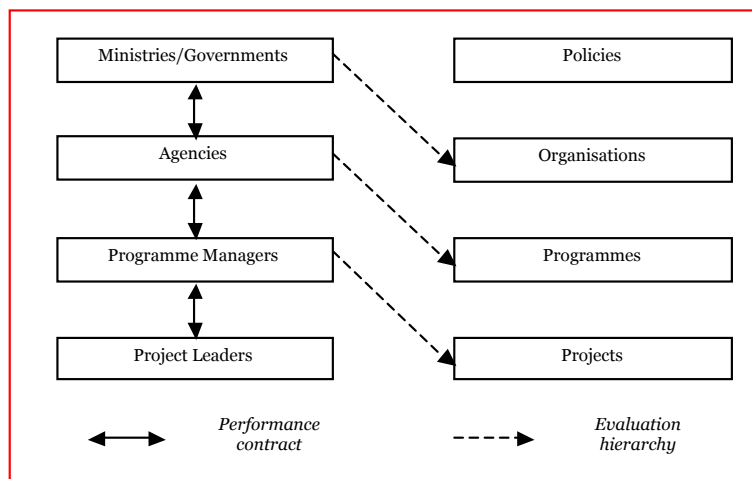 Ministries/Governments
Policies
Agencies
Organisations
Programme Managers
Programmes
Project Leaders
Projects
Performance
contract
Evaluation
hierarchy